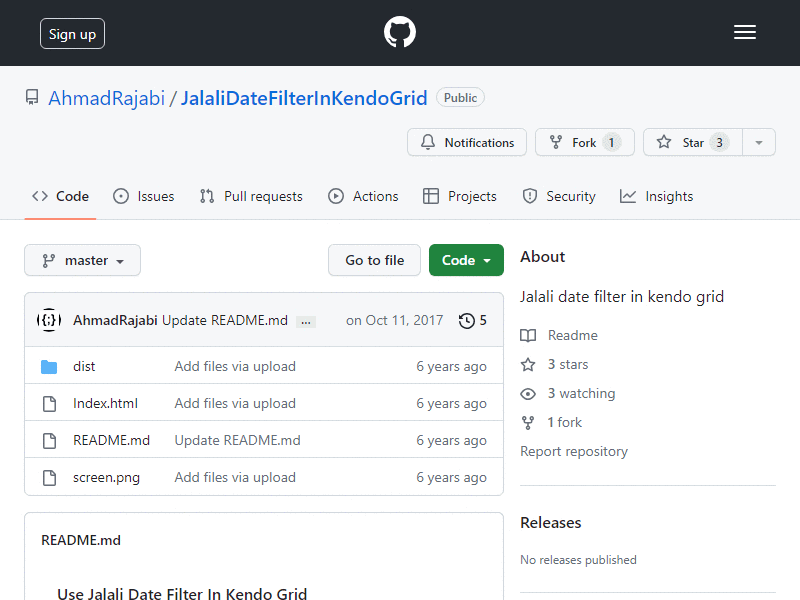 Sign up
AhmadRajabi / JalaliDateFilterInKendoGrid Public
Notifications Fork 1 Star 3
Code Issues Pull requests Actions Projects Security Insights
master Go to file Code
AhmadRajabi Update README.md ... on Oct 11, 2017 5
dist Add files via upload 6 years ago
Index.html Add files via upload 6 years ago
README.md Update README.md 6 years ago
screen.png Add files via upload 6 years ago
README.md
Use Jalali Date Filter In Kendo Grid
About
Jalali date filter in kendo grid
Readme
3 stars
3 watching
1 fork
Report repository
Releases
No releases published